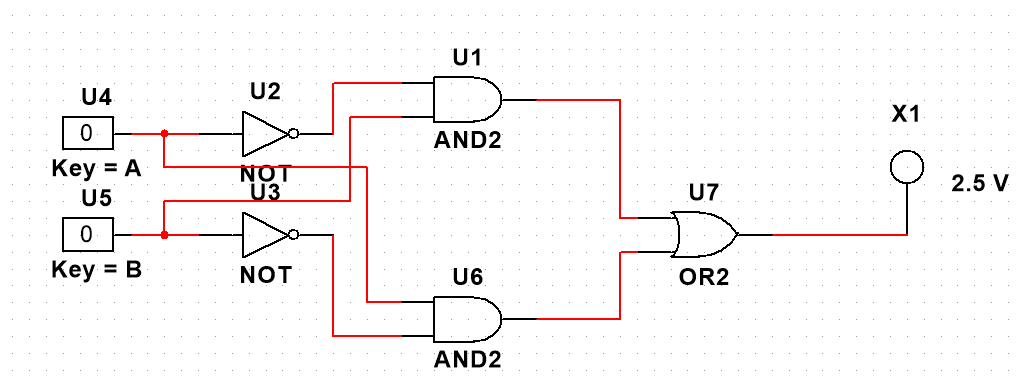 U1
U2
U4
0
Key = A
AND2
X1
NOT
2.5 V
U5
U3
U7
0
Key = B
NOT
U6
OR2
AND2